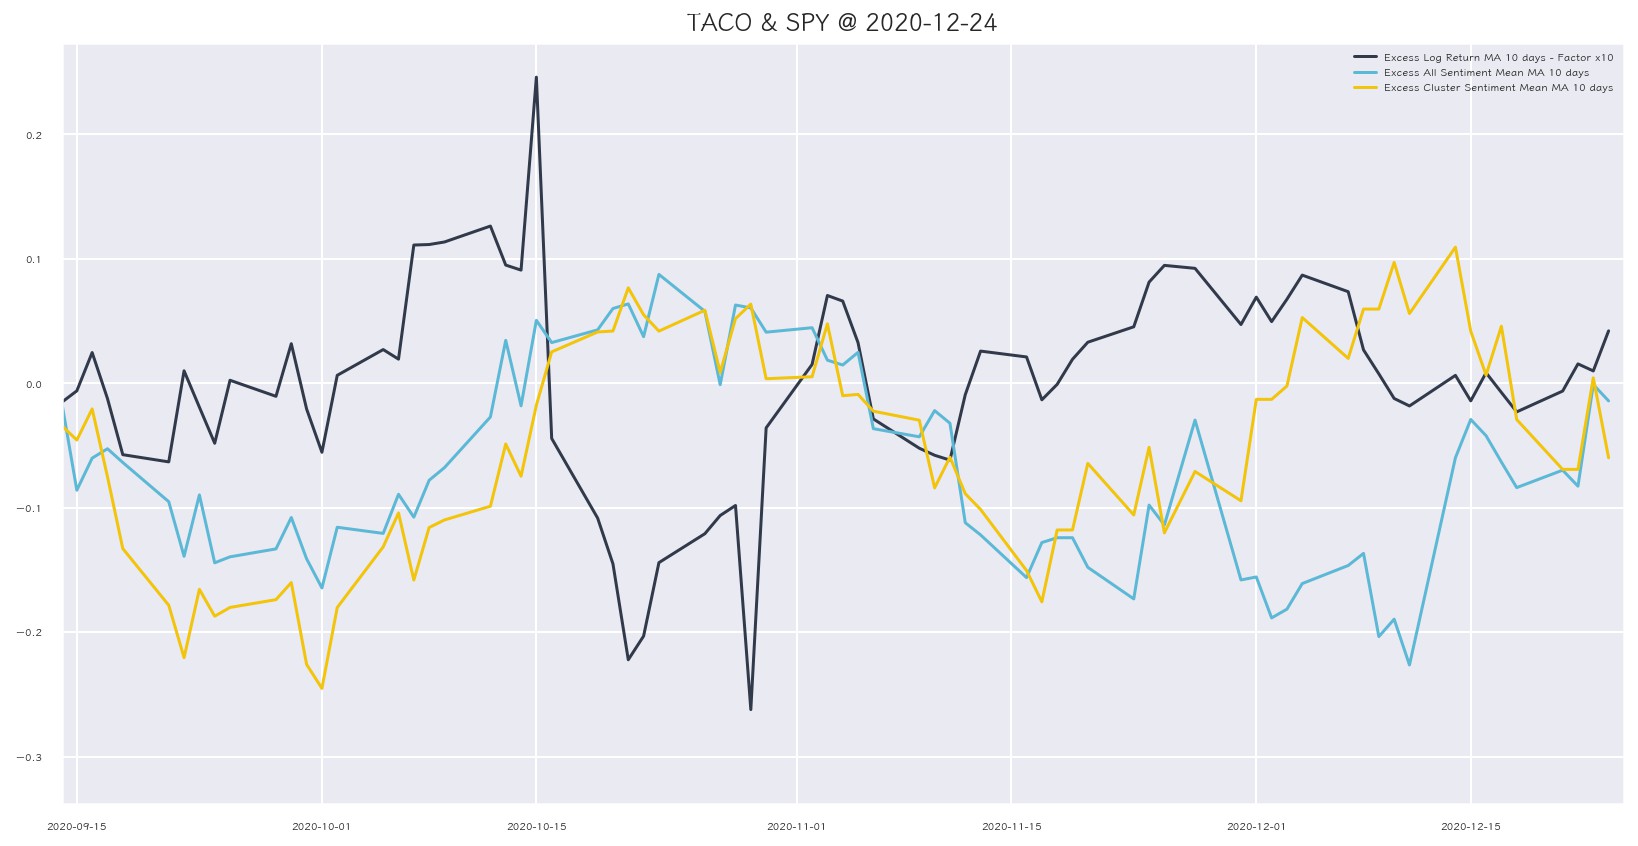 TACO & SPY @ 2020-12-24
Excess Log Return MA 10 days - Factor x10
Excess All Sentiment Mean MA 10 days
Excess Cluster Sentiment Mean MA 10 days
0.2
0.1
0.0
−0.1
−0.2
−0.3
2020-09-15 2020-10-01 2020-10-15 2020-11-01 2020-11-15 2020-12-01 2020-12-15